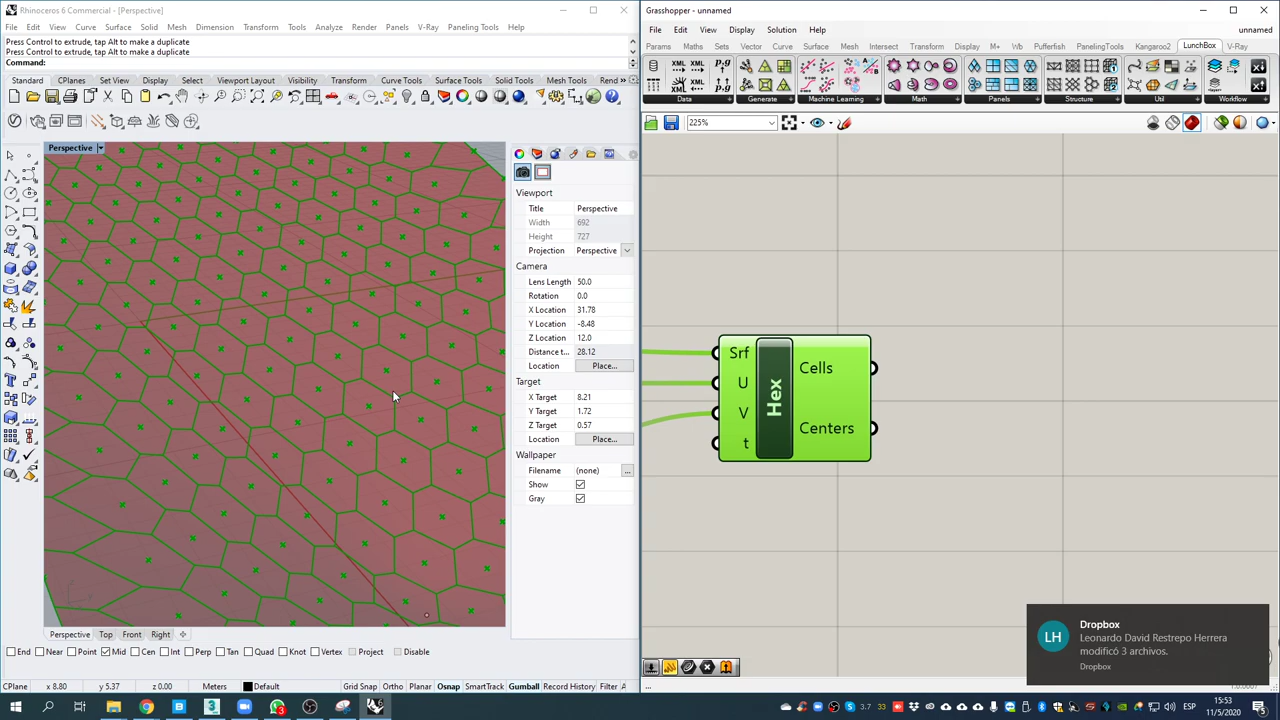 Rhinoceros 6 Commercial - [Perspective]
File Edit View Curve Surface Solid Mesh Dimension Transform Tools Analyze Render Panels V-Ray Paneling Tools Help
Press Control to extrude, tap Alt to make a duplicate
Press Control to extrude, tap Alt to make a duplicate
Command:
Standard CPlanes Set View Display Select Viewport Layout Visibility Transform Curve Tools Surface Tools Solid Tools Mesh Tools Rend »
Perspective
Viewport
Title Perspective
Width 692
Height 727
Projection Perspective
Camera
Lens Length 50.0
Rotation 0.0
X Location 31.78
Y Location -8.48
Z Location 12.0
Distance t... 28.12
Location Place...
Target
X Target 8.21
Y Target 1.72
Z Target 0.57
Location Place...
Wallpaper
Filename (none) ...
Show
Gray
Perspective Top Front Right
End Near Point Mid Cen Int Perp Tan Quad Knot Vertex Project Disable
CPlane x 8.80 y 5.37 z 0.00 Meters Default Grid Snap Ortho Planar Osnap SmartTrack Gumball Record History Filter
Grasshopper - unnamed
File Edit View Display Solution Help unnamed
Params Maths Sets Vector Curve Surface Mesh Intersect Transform Display M+ Wb Pufferfish PanelingTools Kangaroo2 LunchBox V-Ray
Data Generate Machine Learning Math Panels Structure Util Workflow
225%
Srf
U
V
t
Hex
Cells
Centers
LH
Dropbox
Leonardo David Restrepo Herrera
modificó 3 archivos.
Dropbox
...
3.7 33
ESP
15:53
11/5/2020